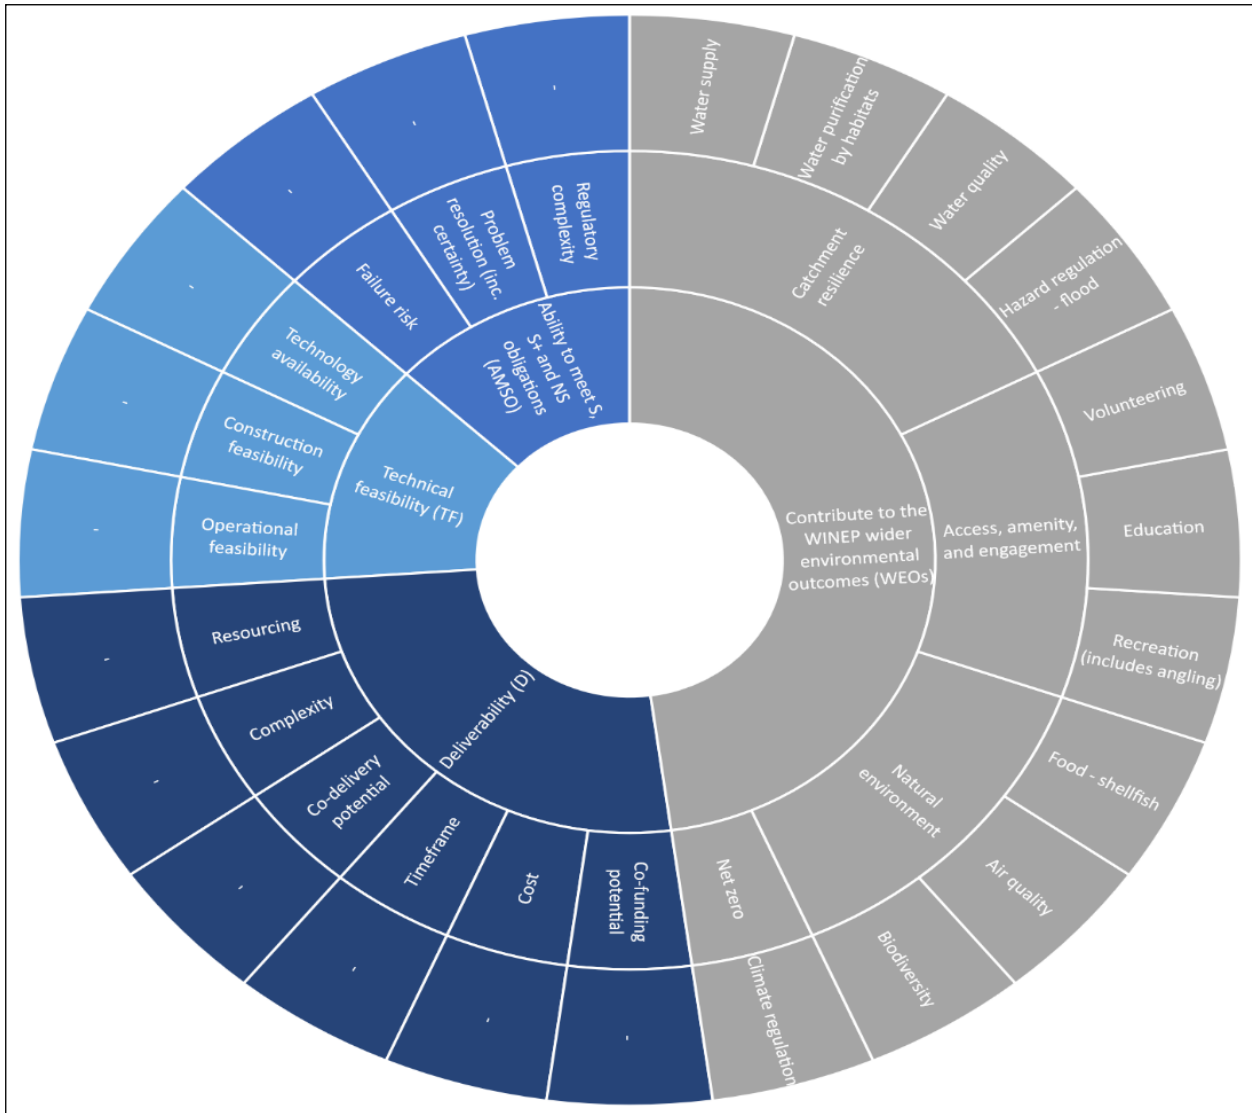 Water supply
Water purification
by habitats
Water quality
Hazard regulation
- flood
Volunteering
Education
Recreation
(includes angling)
Food - shellfish
Air quality
Biodiversity
Climate regulation
-
-
-
-
-
-
-
-
-
-
-
-
Catchment
resilience
Access, amenity,
and engagement
Natural
environment
Net zero
Co-funding
potential
Cost
Timeframe
Co-delivery
potential
Complexity
Resourcing
Operational
feasibility
Construction
feasibility
Technology
availability
Failure risk
Problem
resolution (inc.
certainty)
Regulatory
complexity
Contribute to the
WINEP wider
environmental
outcomes (WEOs)
Deliverability (D)
Technical
feasibility (TF)
Ability to meet S,
S+ and NS
obligations
(AMSO)